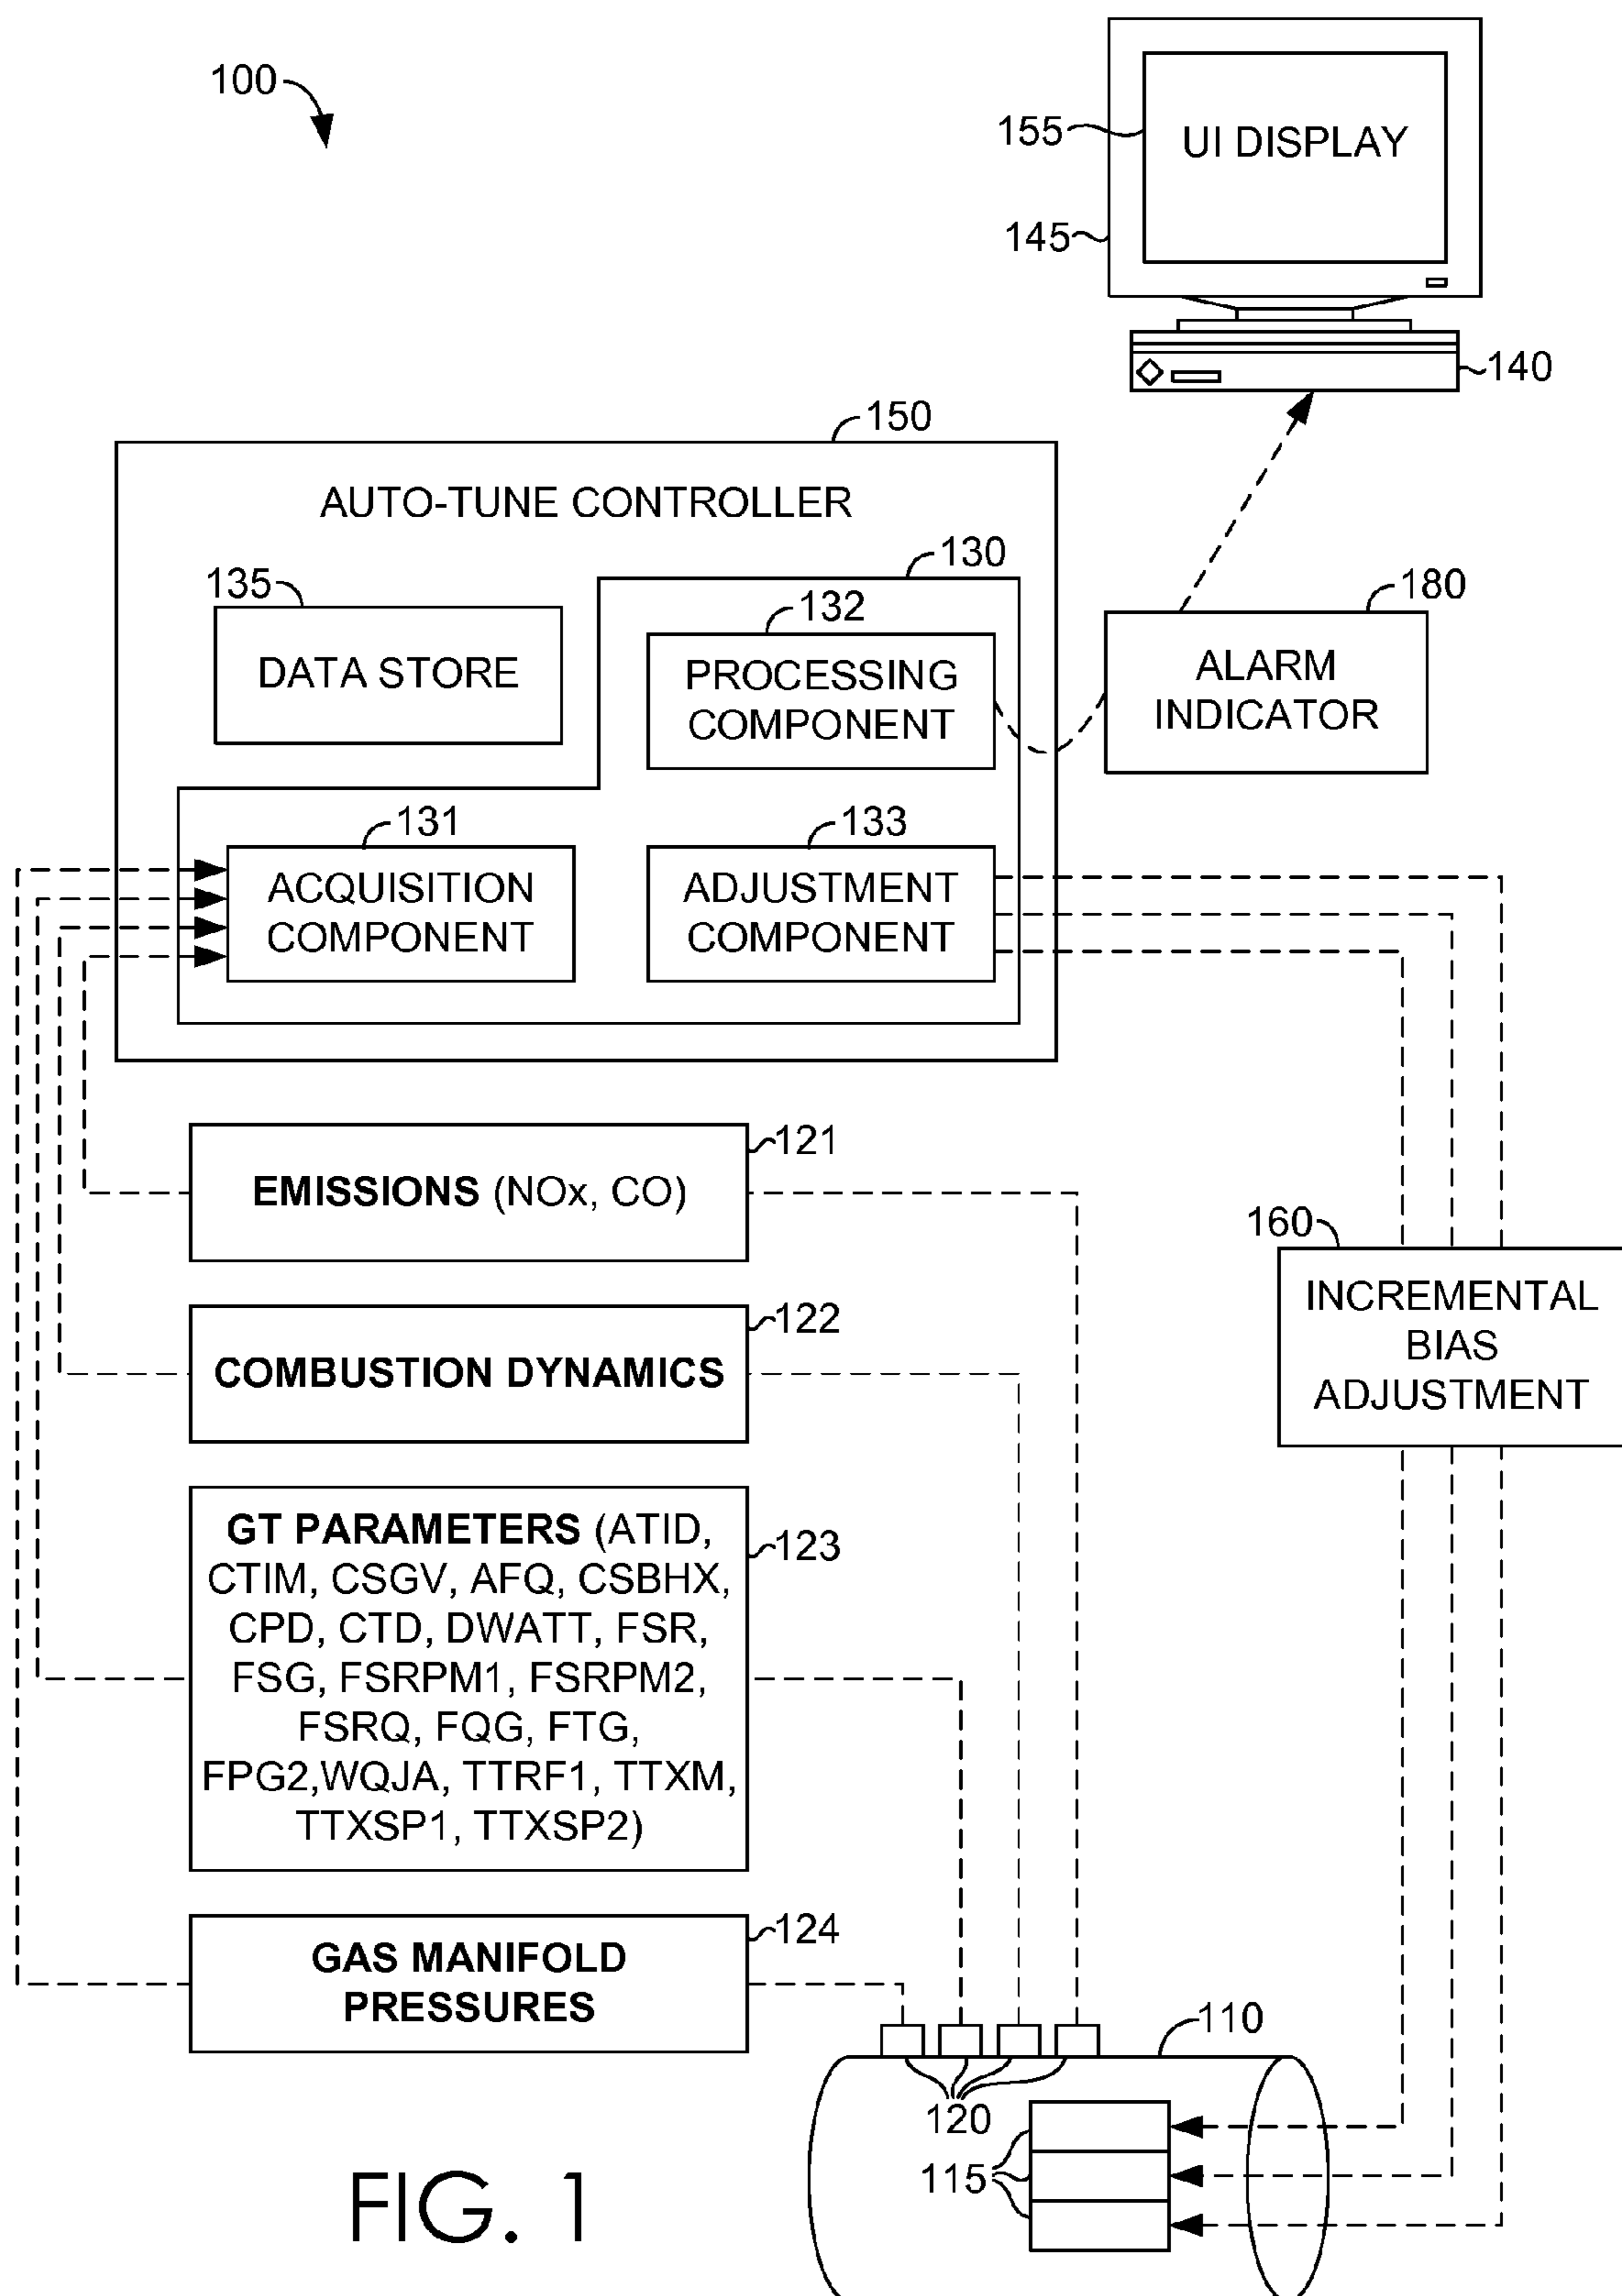 100
155
UI DISPLAY
145
140
150
AUTO-TUNE CONTROLLER
130
135
DATA STORE
132
PROCESSING
COMPONENT
180
ALARM
INDICATOR
131
ACQUISITION
COMPONENT
133
ADJUSTMENT
COMPONENT
121
EMISSIONS (NOx, CO)
160
INCREMENTAL
BIAS
ADJUSTMENT
122
COMBUSTION DYNAMICS
123
GT PARAMETERS (ATID,
CTIM, CSGV, AFQ, CSBHX,
CPD, CTD, DWATT, FSR,
FSG, FSRPM1, FSRPM2,
FSRQ, FQG, FTG,
FPG2,WQJA, TTRF1, TTXM,
TTXSP1, TTXSP2)
124
GAS MANIFOLD
PRESSURES
110
120
115
FIG. 1